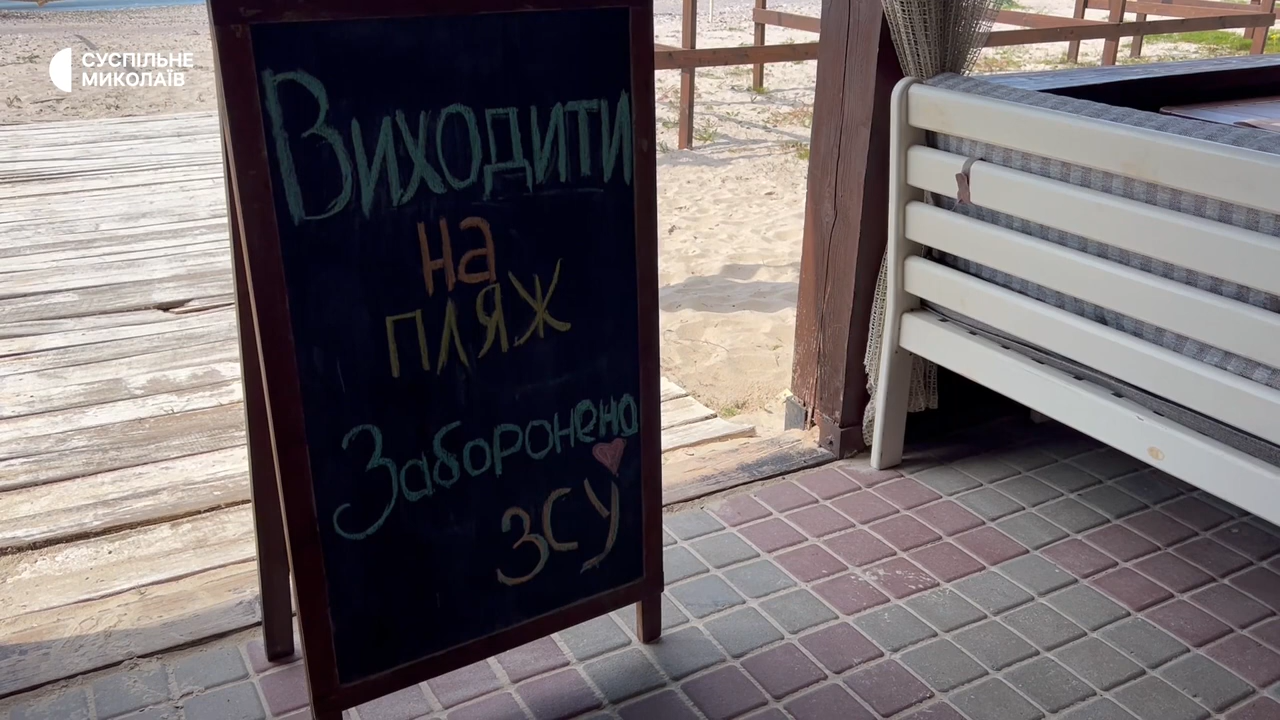 СУСПІЛЬНЕ
МИКОЛАЇВ
Виходити
на
пляж
Заборонено
ЗСУ